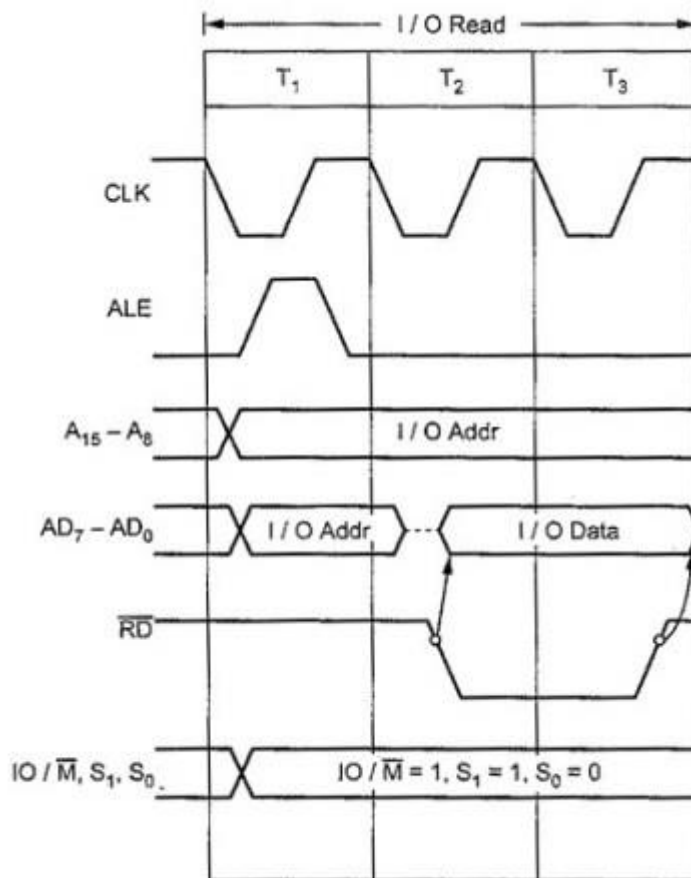 I / O Read
T₁ T₂ T₃
CLK
ALE
A₁₅ – A₈ I / O Addr
AD₇ – AD₀ I / O Addr I / O Data
R̅D̅
IO / M̅, S₁, S₀ IO / M̅ = 1, S₁ = 1, S₀ = 0